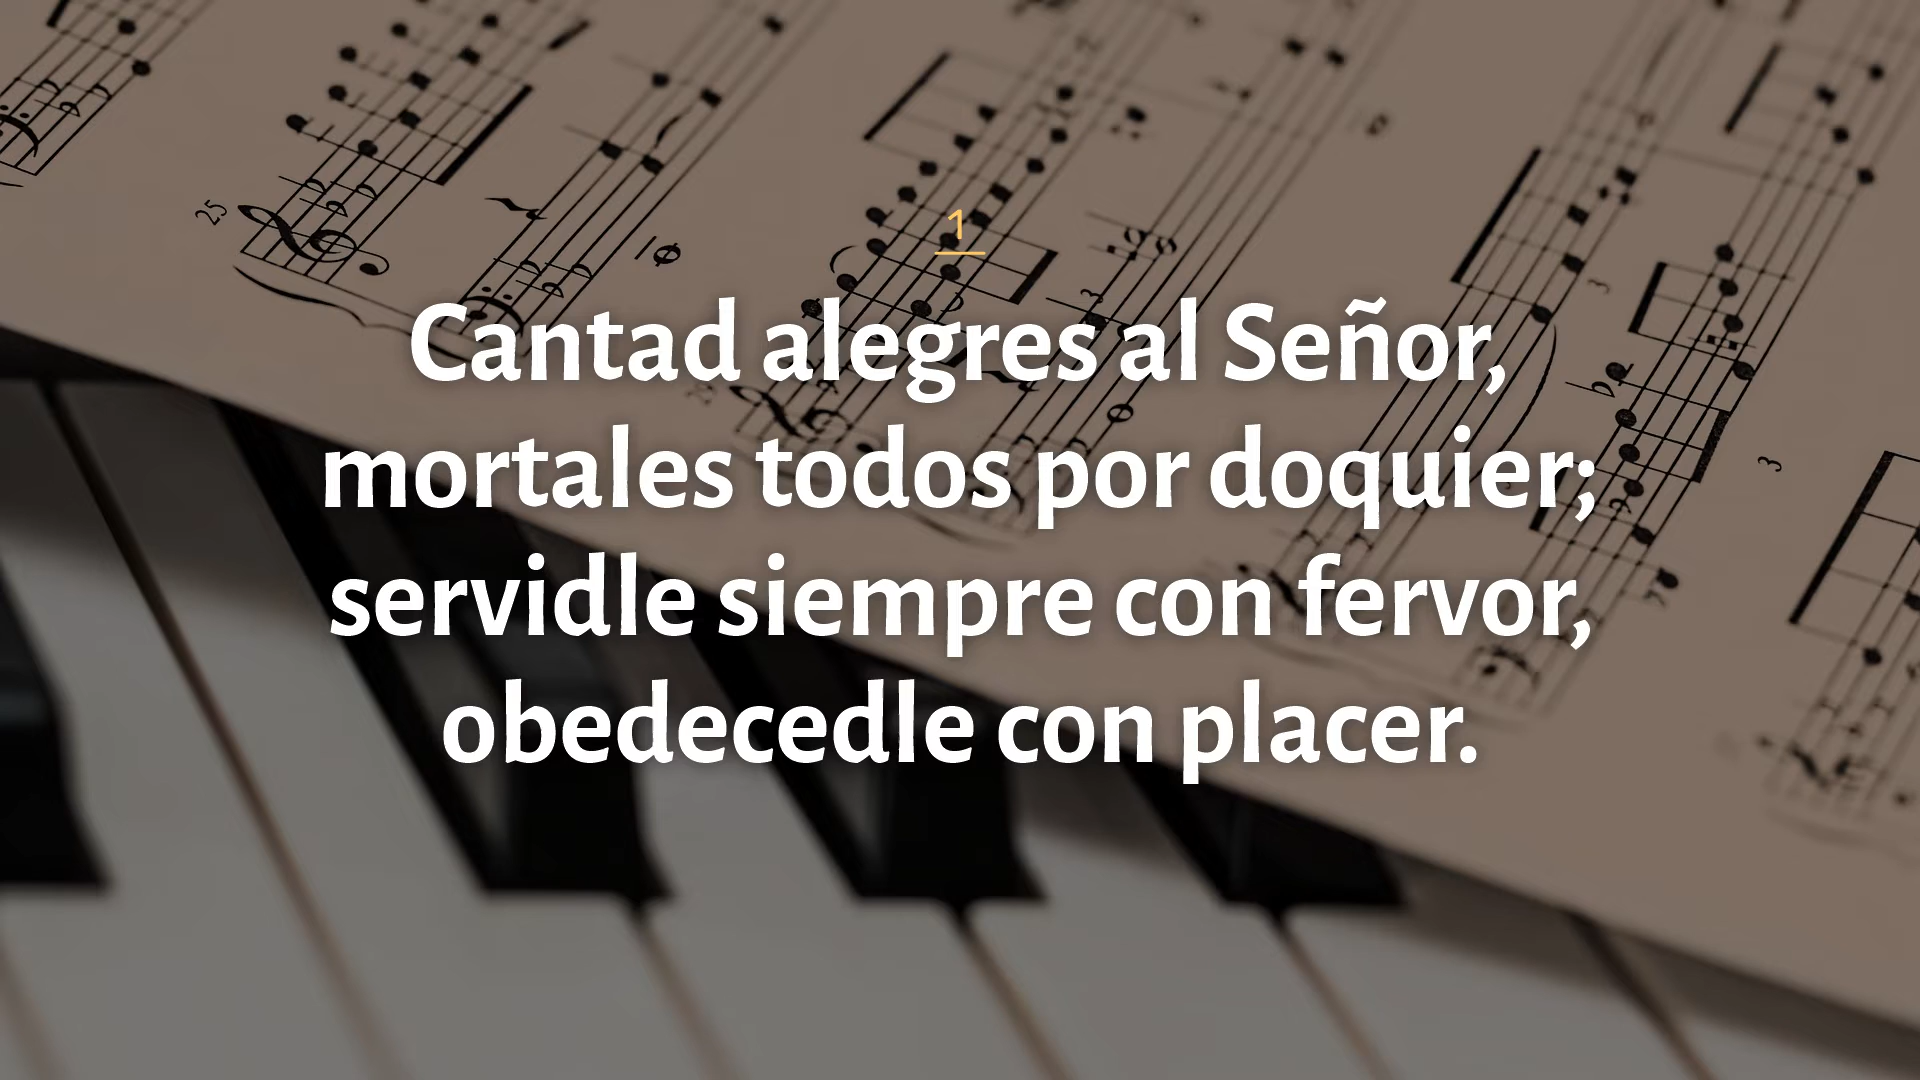 1
Cantad alegres al Señor,
mortales todos por doquier;
servidle siempre con fervor,
obedecedle con placer.